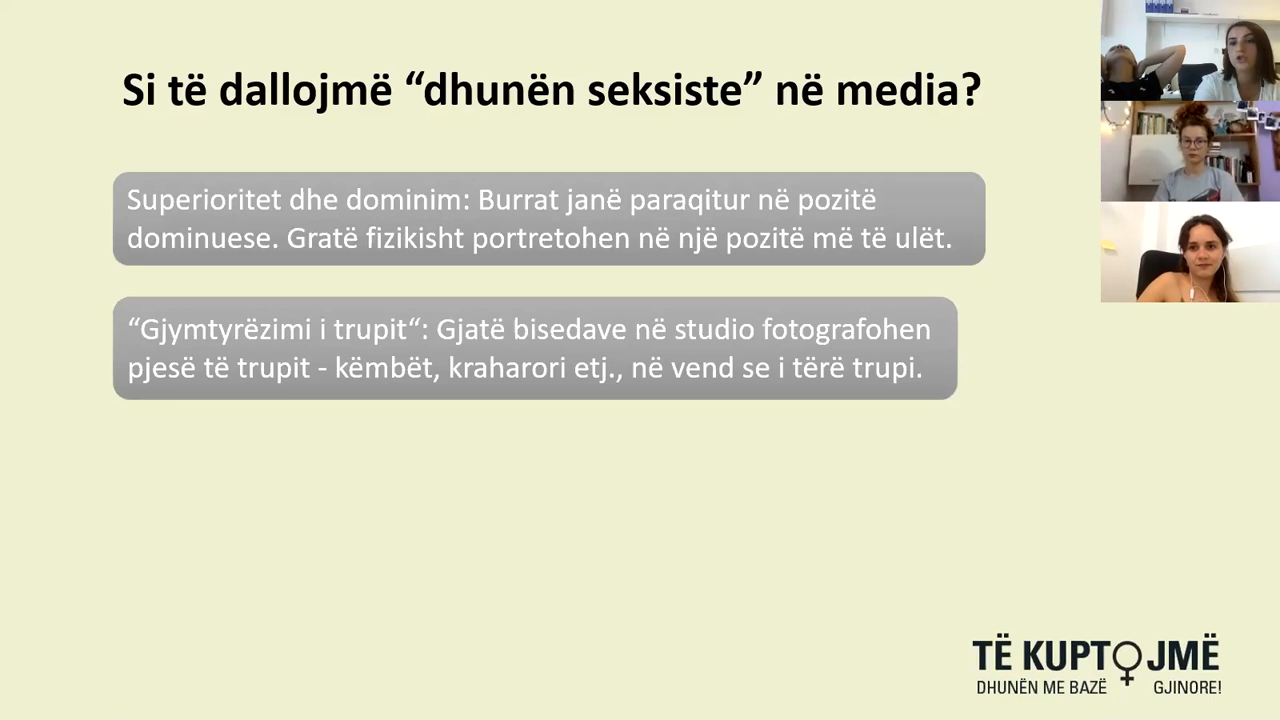 Si të dallojmë “dhunën seksiste” në media?
Superioritet dhe dominim: Burrat janë paraqitur në pozitë
dominuese. Gratë fizikisht portretohen në një pozitë më të ulët.
“Gjymtyrëzimi i trupit“: Gjatë bisedave në studio fotografohen
pjesë të trupit - këmbët, kraharori etj., në vend se i tërë trupi.
TË KUPTOJMË
DHUNËN ME BAZË GJINORE!